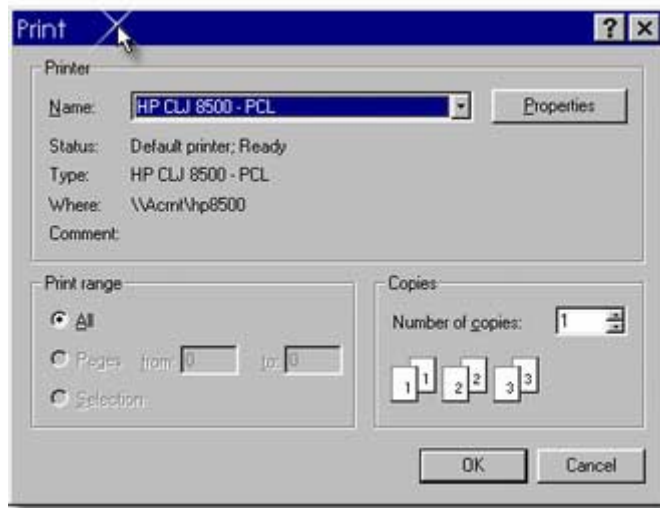 Print
Printer
Name: HP CLJ 8500 - PCL Properties
Status: Default printer; Ready
Type: HP CLJ 8500 - PCL
Where: \\Acmt\hp8500
Comment:
Print range
All
Pages from: 0 to: 0
Selection
Copies
Number of copies: 1
1 1 2 2 3 3
OK Cancel